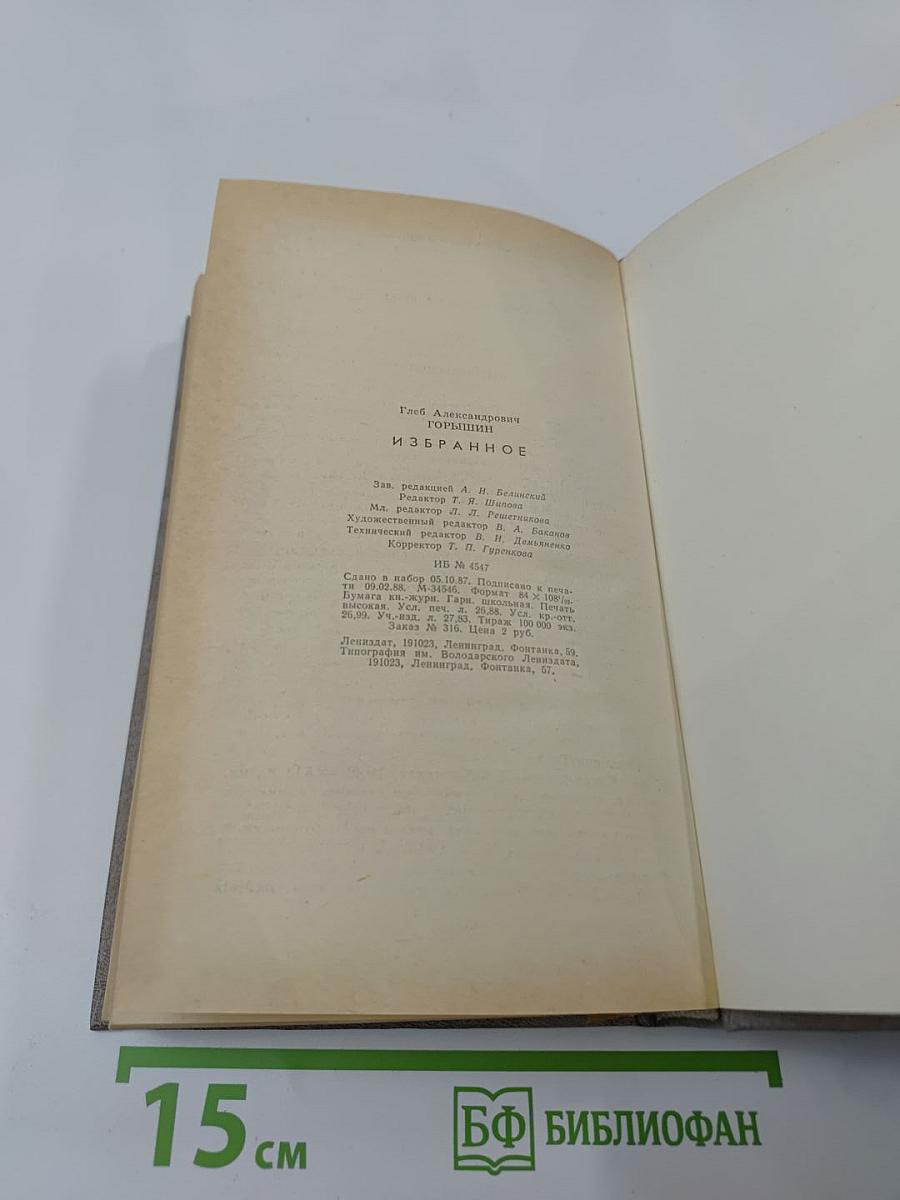 Глеб Александрович
ГОРЫШИН
ИЗБРАННОЕ
Зав. редакцией А. И. Белинский
Редактор Т. Я. Шипова
Мл. редактор Л. Л. Решетникова
Художественный редактор В. А. Баканов
Технический редактор В. И. Демьяненко
Корректор Т. П. Гуренкова
ИБ № 4547
Сдано в набор 05.10.87. Подписано к печа-
ти 09.02.88. М-34546. Формат 84 × 108¹/₃₂.
Бумага кн.-журн. Гарн. школьная. Печать
высокая. Усл. печ. л. 26,88. Усл. кр.-отт.
26,99. Уч.-изд. л. 27,83. Тираж 100 000 экз.
Заказ № 316. Цена 2 руб.
Лениздат, 191023, Ленинград, Фонтанка, 59.
Типография им. Володарского Лениздата,
191023, Ленинград, Фонтанка, 57.
15 см
БФ БИБЛИОФАН